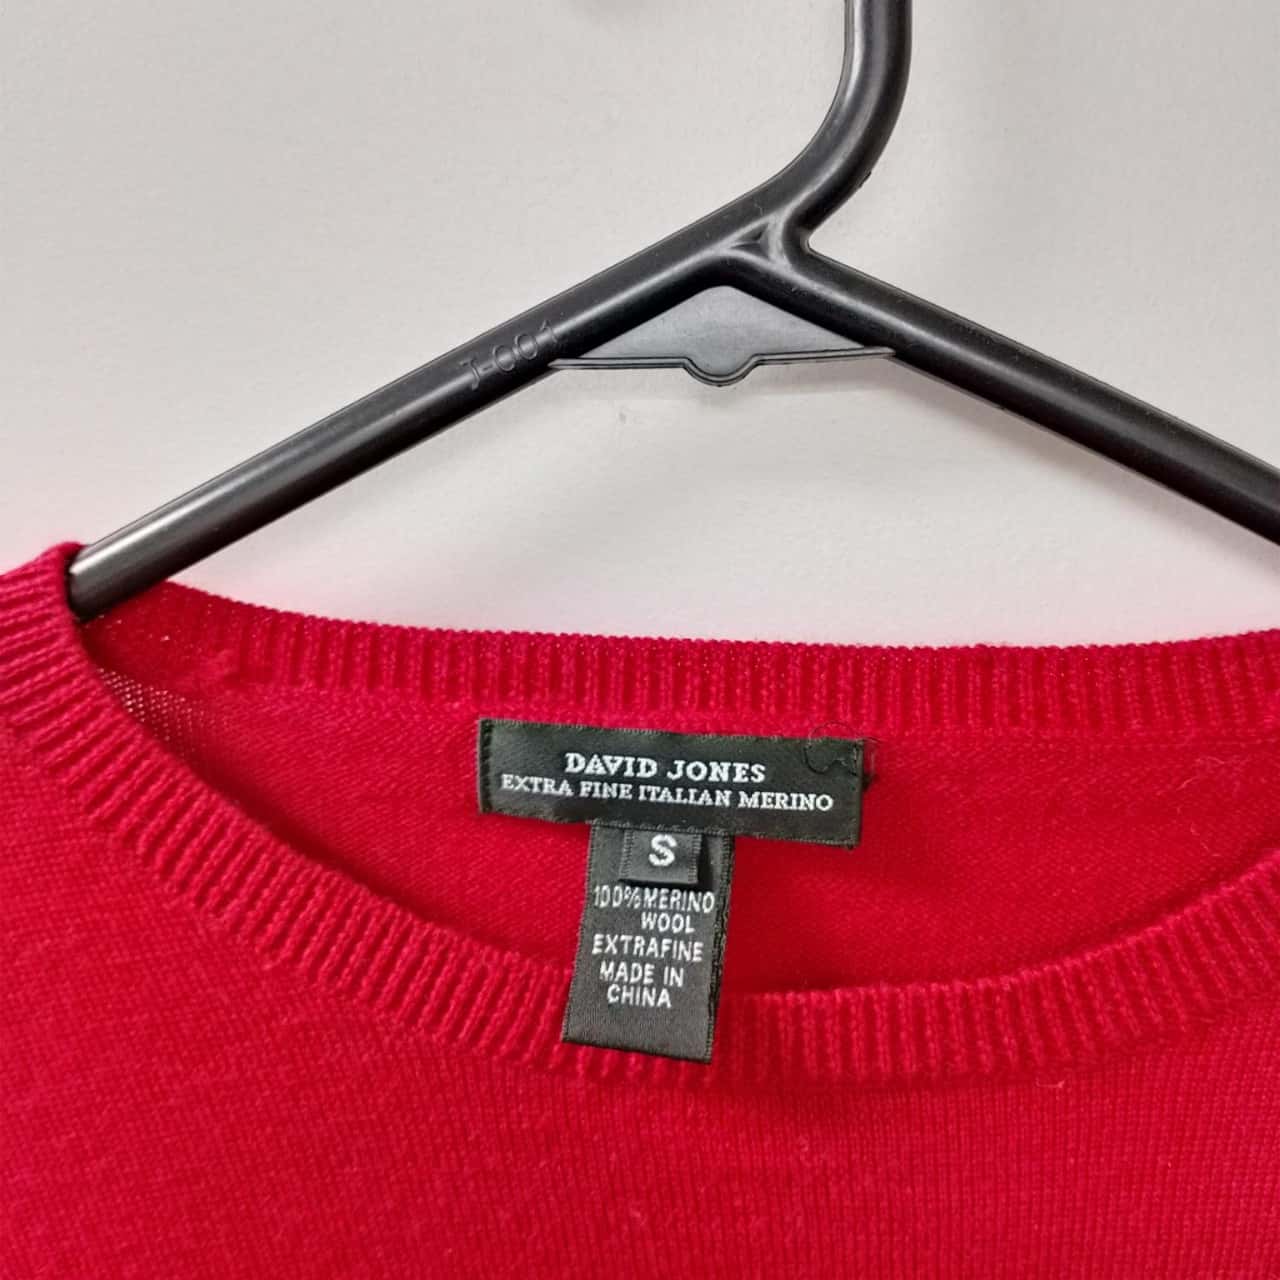 J-001
DAVID JONES
EXTRA FINE ITALIAN MERINO
S
100% MERINO
WOOL
EXTRAFINE
MADE IN
CHINA